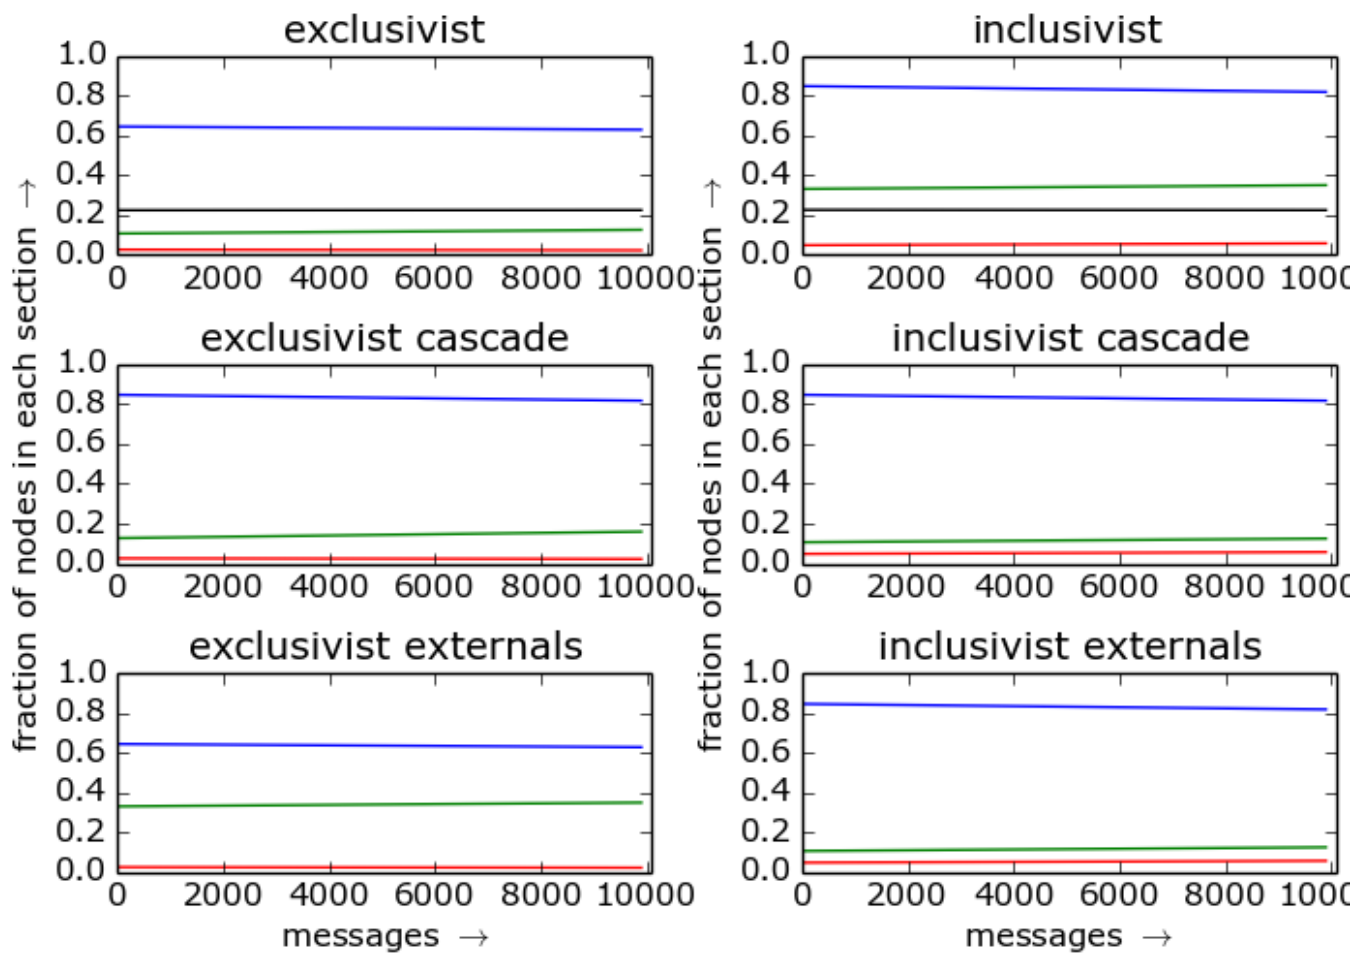 exclusivist
1.0
0.8
0.6
0.4
0.2
0.0
0 2000 4000 6000 8000 10000
inclusivist
1.0
0.8
0.6
0.4
0.2
0.0
0 2000 4000 6000 8000 1000
exclusivist cascade
1.0
0.8
0.6
0.4
0.2
0.0
0 2000 4000 6000 8000 10000
inclusivist cascade
1.0
0.8
0.6
0.4
0.2
0.0
0 2000 4000 6000 8000 1000
exclusivist externals
1.0
0.8
0.6
0.4
0.2
0.0
0 2000 4000 6000 8000 10000
inclusivist externals
1.0
0.8
0.6
0.4
0.2
0.0
0 2000 4000 6000 8000 1000
fraction of nodes in each section →
fraction of nodes in each section →
messages →
messages →